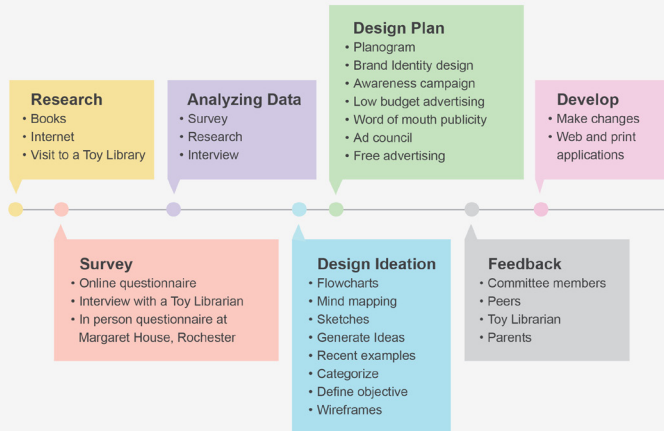 Research
• Books
• Internet
• Visit to a Toy Library
Survey
• Online questionnaire
• Interview with a Toy Librarian
• In person questionnaire at
Margaret House, Rochester
Analyzing Data
• Survey
• Research
• Interview
Design Ideation
• Flowcharts
• Mind mapping
• Sketches
• Generate Ideas
• Recent examples
• Categorize
• Define objective
• Wireframes
Design Plan
• Planogram
• Brand Identity design
• Awareness campaign
• Low budget advertising
• Word of mouth publicity
• Ad council
• Free advertising
Feedback
• Committee members
• Peers
• Toy Librarian
• Parents
Develop
• Make changes
• Web and print
applications